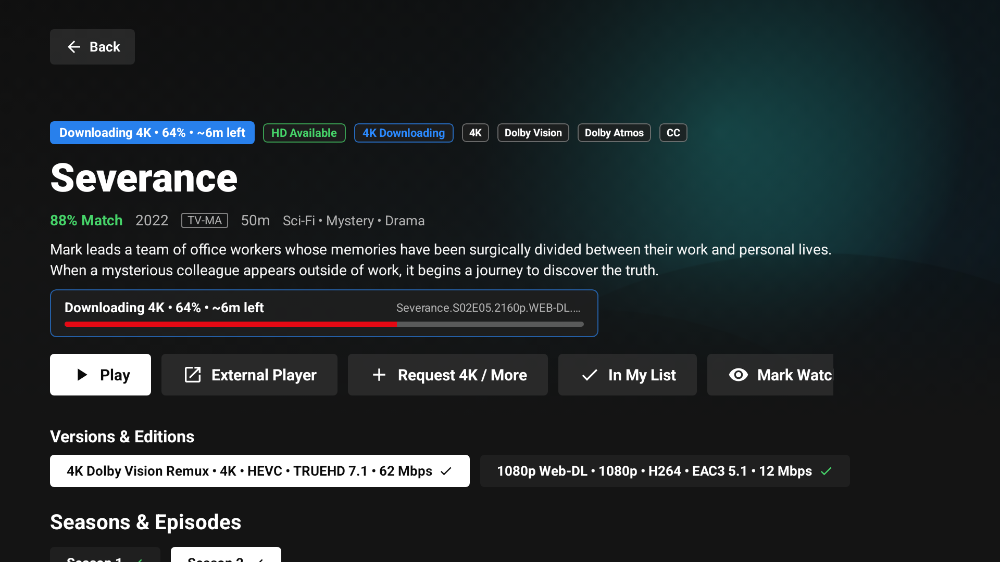 Back
Downloading 4K • 64% • ~6m left HD Available 4K Downloading 4K Dolby Vision Dolby Atmos CC
Severance
88% Match 2022 TV-MA 50m Sci-Fi • Mystery • Drama
Mark leads a team of office workers whose memories have been surgically divided between their work and personal lives.
When a mysterious colleague appears outside of work, it begins a journey to discover the truth.
Downloading 4K • 64% • ~6m left Severance.S02E05.2160p.WEB-DL....
Play External Player Request 4K / More In My List Mark Watc
Versions & Editions
4K Dolby Vision Remux • 4K • HEVC • TRUEHD 7.1 • 62 Mbps 1080p Web-DL • 1080p • H264 • EAC3 5.1 • 12 Mbps
Seasons & Episodes
Season 1 Season 2